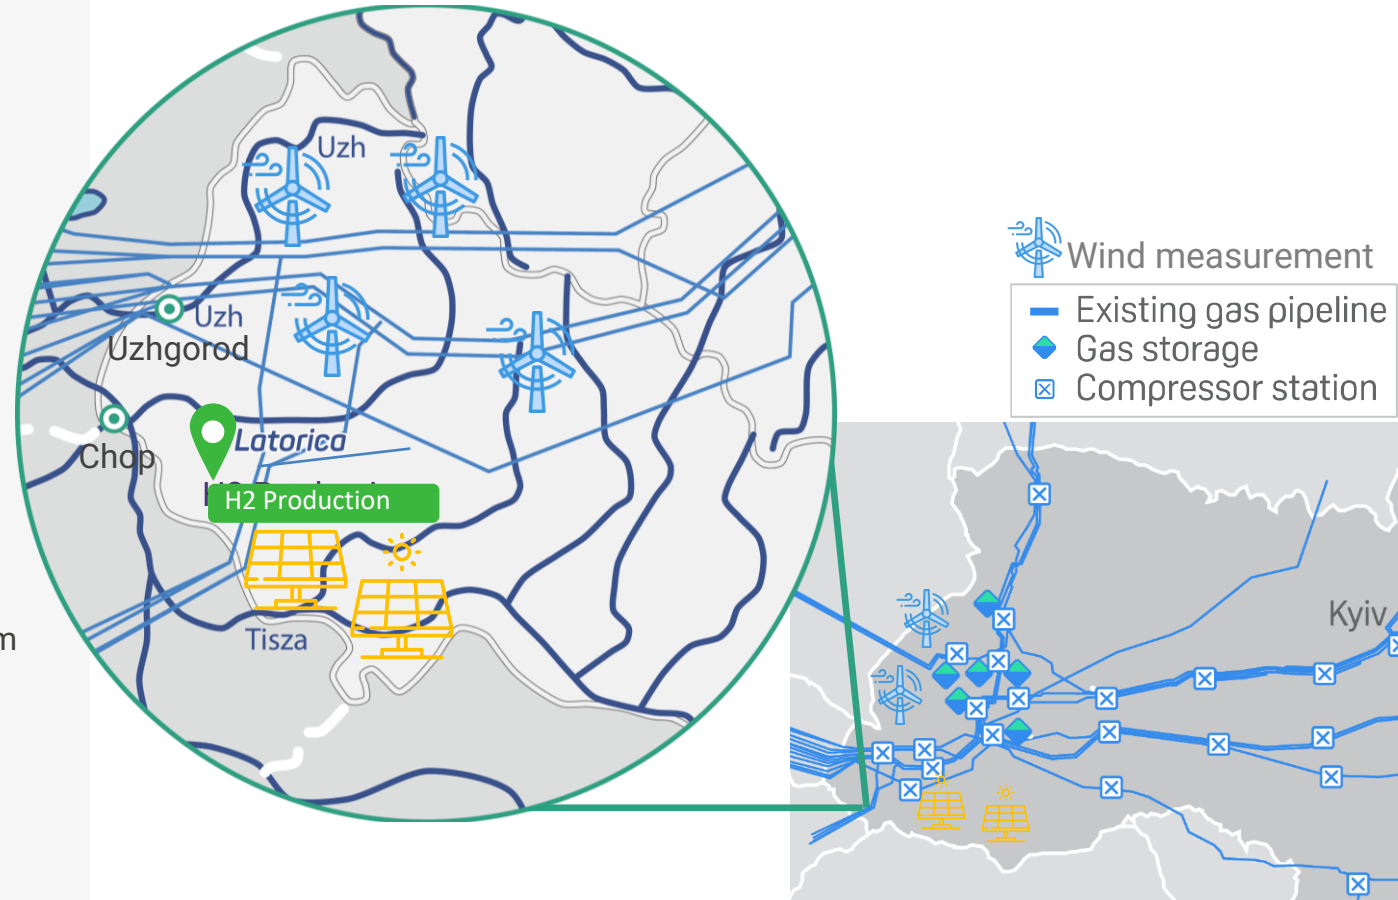 Uzh
Uzh
Uzhgorod
Latorica
Chop
H2 Production
Tisza
m
Wind measurement
Existing gas pipeline
Gas storage
Compressor station
Kyiv